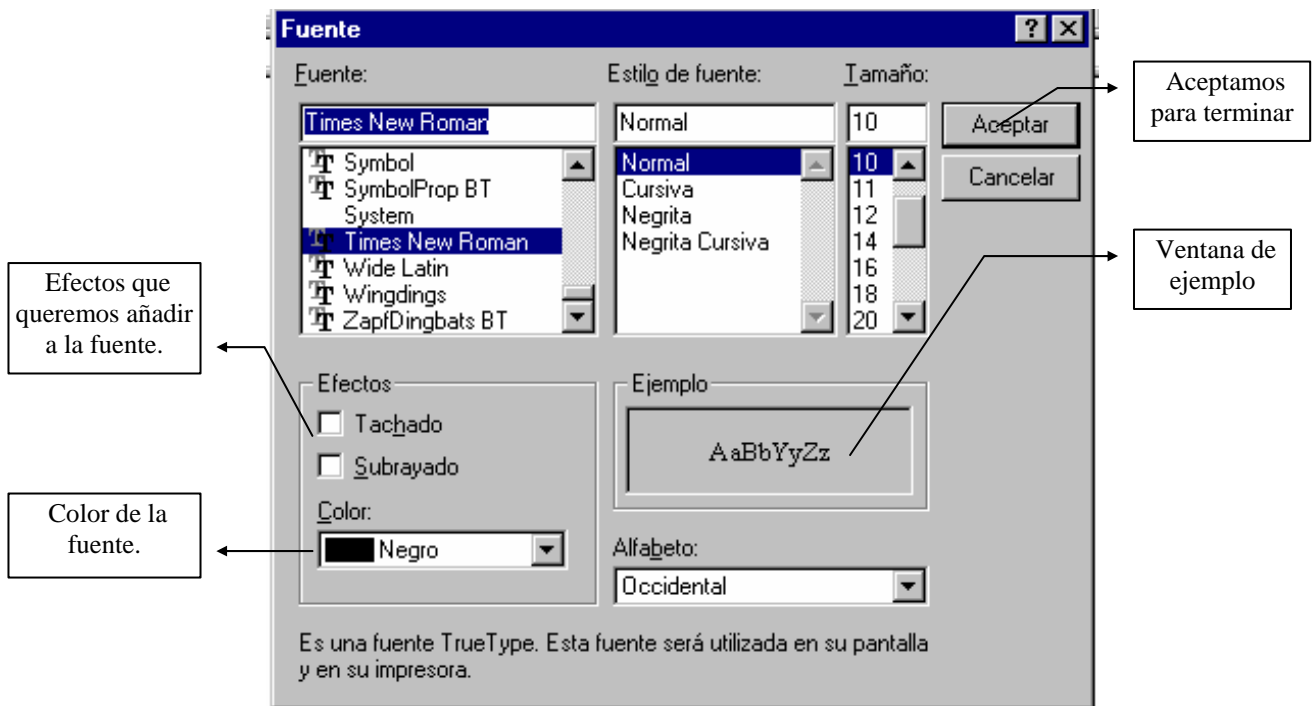 Fuente
Fuente:
Estilo de fuente:
Tamaño:
Times New Roman
Normal
10
Aceptar
Cancelar
Symbol
SymbolProp BT
System
Times New Roman
Wide Latin
Wingdings
ZapfDingbats BT
Normal
Cursiva
Negrita
Negrita Cursiva
10
11
12
14
16
18
20
Aceptamos
para terminar
Ventana de
ejemplo
Efectos que
queremos añadir
a la fuente.
Efectos
Tachado
Subrayado
Color:
Negro
Color de la
fuente.
Ejemplo
AaBbYyZz
Alfabeto:
Occidental
Es una fuente TrueType. Esta fuente será utilizada en su pantalla
y en su impresora.